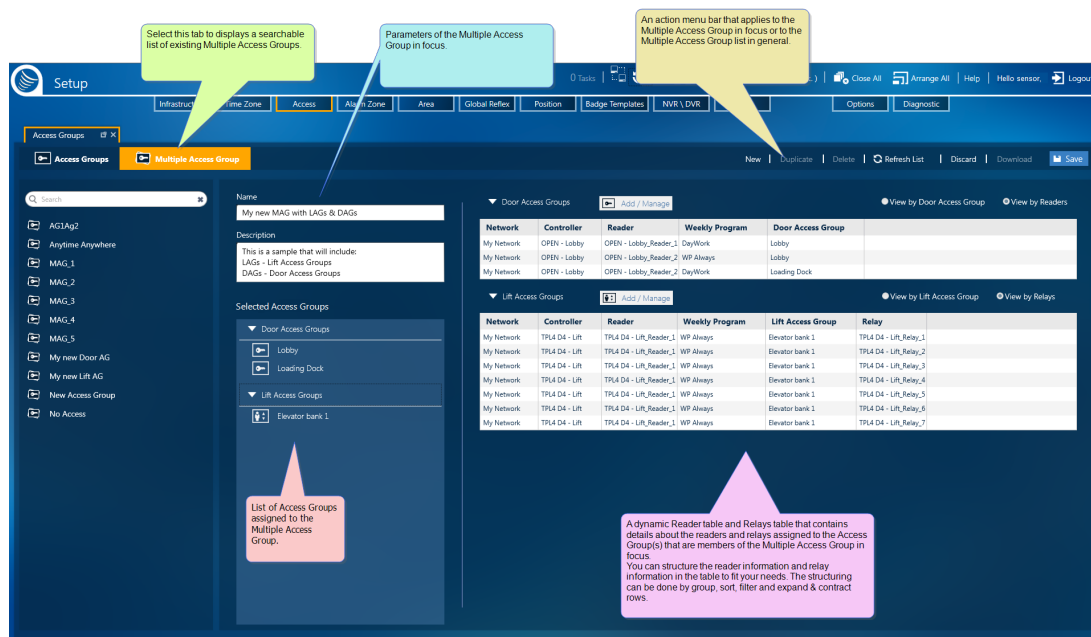 Select this tab to displays a searchable
list of existing Multiple Access Groups.
Parameters of the Multiple Access
Group in focus.
An action menu bar that applies to the
Multiple Access Group in focus or to the
Multiple Access Group list in general.
Setup
0 Tasks
Close All
Arrange All
Help
Hello sensor,
Logout
Time Zone
Access
Alarm Zone
Area
Global Reflex
Position
Badge Templates
NVR \ DVR
Options
Diagnostic
Access Groups
Access Groups
Multiple Access Group
New
Duplicate
Delete
Refresh List
Discard
Download
Save
Search
AG1Ag2
Anytime Anywhere
MAG_1
MAG_2
MAG_3
MAG_4
MAG_5
My new Door AG
My new Lift AG
New Access Group
No Access
Name
My new MAG with LAGs & DAGs
Description
This is a sample that will include:
LAGs - Lift Access Groups
DAGs - Door Access Groups
Selected Access Groups
Door Access Groups
Lobby
Loading Dock
Lift Access Groups
Elevator bank 1
List of Access Groups
assigned to the
Multiple Access
Group.
Door Access Groups
Add / Manage
View by Door Access Group
View by Readers
Network Controller Reader Weekly Program Door Access Group
My Network OPEN - Lobby OPEN - Lobby_Reader_1 DayWork Lobby
My Network OPEN - Lobby OPEN - Lobby_Reader_2 WP Always Lobby
My Network OPEN - Lobby OPEN - Lobby_Reader_2 DayWork Loading Dock
Lift Access Groups
Add / Manage
View by Lift Access Group
View by Relays
Network Controller Reader Weekly Program Lift Access Group Relay
My Network TPL4 D4 - Lift TPL4 D4 - Lift_Reader_1 WP Always Elevator bank 1 TPL4 D4 - Lift_Relay_1
My Network TPL4 D4 - Lift TPL4 D4 - Lift_Reader_1 WP Always Elevator bank 1 TPL4 D4 - Lift_Relay_2
My Network TPL4 D4 - Lift TPL4 D4 - Lift_Reader_1 WP Always Elevator bank 1 TPL4 D4 - Lift_Relay_3
My Network TPL4 D4 - Lift TPL4 D4 - Lift_Reader_1 WP Always Elevator bank 1 TPL4 D4 - Lift_Relay_4
My Network TPL4 D4 - Lift TPL4 D4 - Lift_Reader_1 WP Always Elevator bank 1 TPL4 D4 - Lift_Relay_5
My Network TPL4 D4 - Lift TPL4 D4 - Lift_Reader_1 WP Always Elevator bank 1 TPL4 D4 - Lift_Relay_6
My Network TPL4 D4 - Lift TPL4 D4 - Lift_Reader_1 WP Always Elevator bank 1 TPL4 D4 - Lift_Relay_7
A dynamic Reader table and Relays table that contains
details about the readers and relays assigned to the Access
Group(s) that are members of the Multiple Access Group in
focus.
You can structure the reader information and relay
information in the table to fit your needs. The structuring
can be done by group, sort, filter and expand & contract
rows.